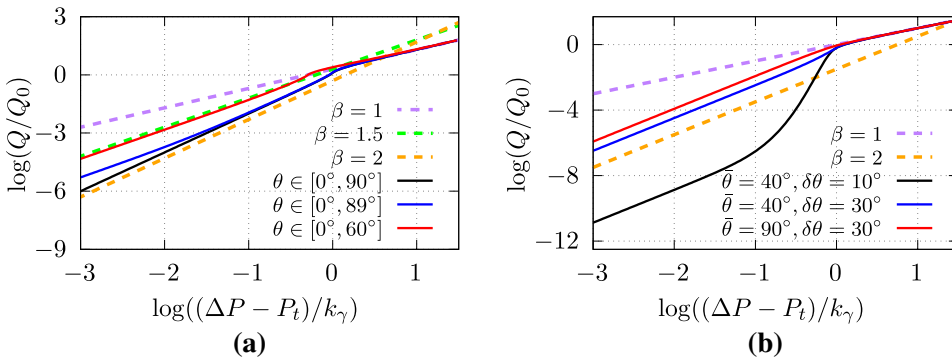 3
0
−3
−6
−9
log(Q/Q₀)
β = 1
β = 1.5
β = 2
θ ∈ [0°, 90°]
θ ∈ [0°, 89°]
θ ∈ [0°, 60°]
−3 −2 −1 0 1
log((ΔP − Pₜ)/kᵧ)
(a)
0
−4
−8
−12
log(Q/Q₀)
β = 1
β = 2
θ̄ = 40°, δθ = 10°
θ̄ = 40°, δθ = 30°
θ̄ = 90°, δθ = 30°
−3 −2 −1 0 1
log((ΔP − Pₜ)/kᵧ)
(b)